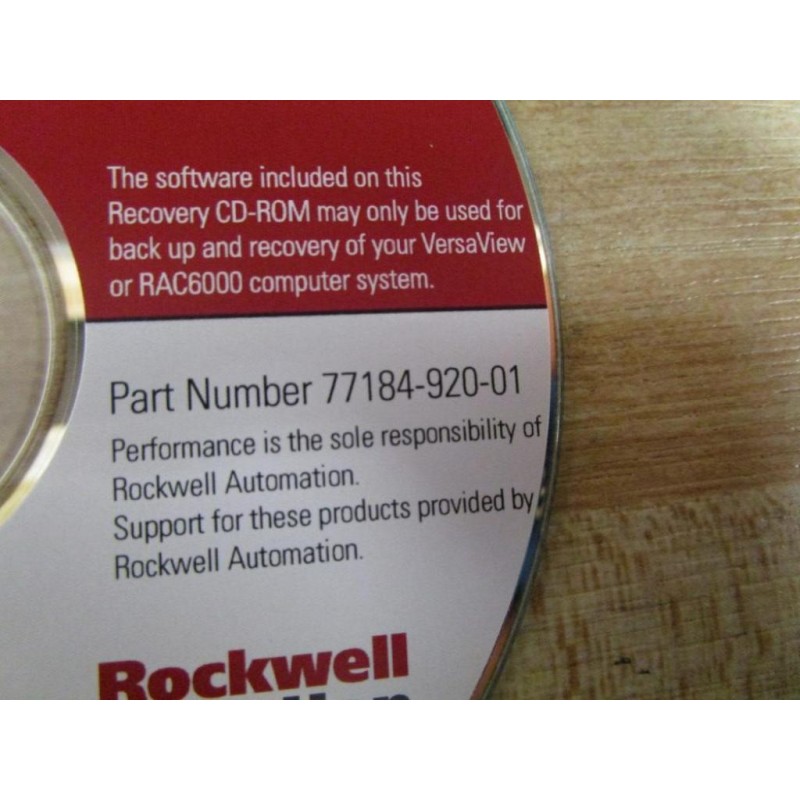 The software included on this
Recovery CD-ROM may only be used for
back up and recovery of your VersaView
or RAC6000 computer system.
Part Number 77184-920-01
Performance is the sole responsibility of
Rockwell Automation.
Support for these products provided by
Rockwell Automation.
Rockwell